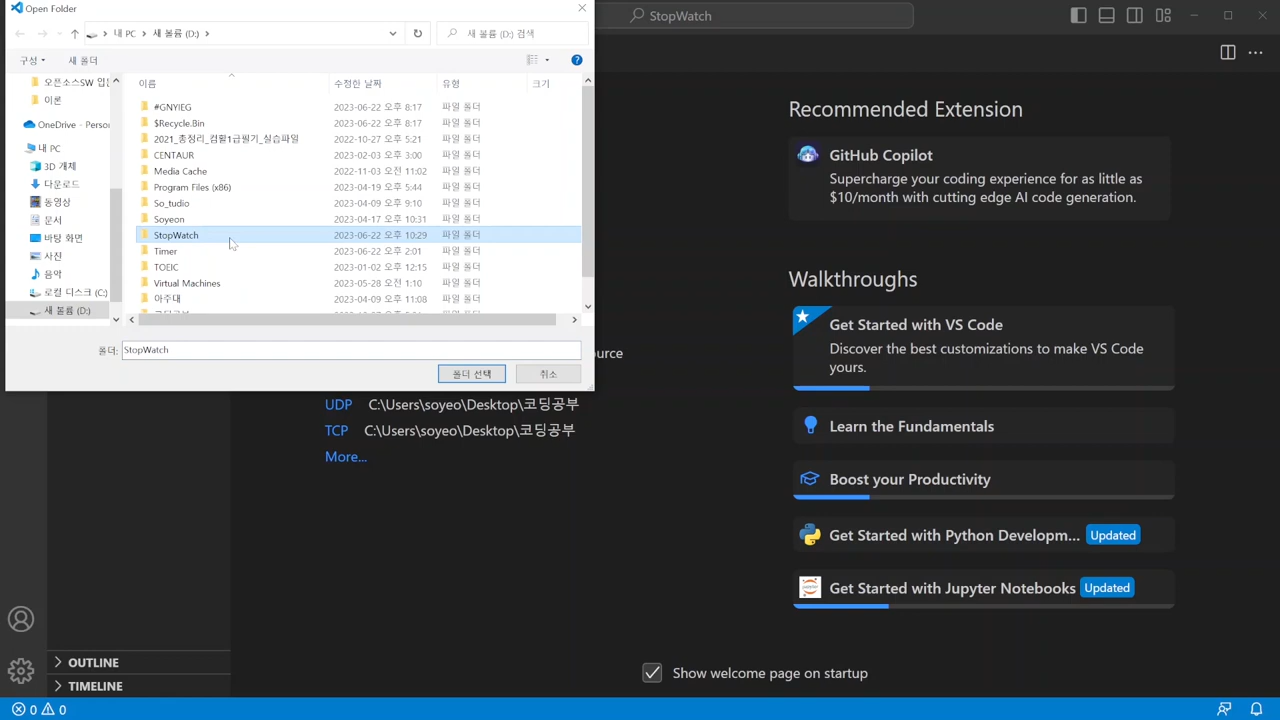 Open Folder
StopWatch
내 PC > 새 볼륨 (D:) >
새 볼륨 (D:) 검색
구성
새 폴더
오픈소스SW 입문
이론
OneDrive - Person
내 PC
3D 개체
다운로드
동영상
문서
바탕 화면
사진
음악
로컬 디스크 (C:)
새 볼륨 (D:)
이름 수정한 날짜 유형 크기
#GNYIEG 2023-06-22 오후 8:17 파일 폴더
$Recycle.Bin 2023-06-22 오후 8:17 파일 폴더
2021_총정리_컴활1급필기_실습파일 2022-10-27 오후 5:21 파일 폴더
CENTAUR 2023-02-03 오후 3:00 파일 폴더
Media Cache 2022-11-03 오전 11:02 파일 폴더
Program Files (x86) 2023-04-19 오후 5:44 파일 폴더
So_tudio 2023-04-09 오후 9:10 파일 폴더
Soyeon 2023-04-17 오후 10:31 파일 폴더
StopWatch 2023-06-22 오후 10:29 파일 폴더
Timer 2023-06-22 오후 2:01 파일 폴더
TOEIC 2023-01-02 오후 12:15 파일 폴더
Virtual Machines 2023-05-28 오전 1:10 파일 폴더
아주대 2023-04-09 오후 11:08 파일 폴더
폴더: StopWatch
폴더 선택 취소
ource
UDP C:\Users\soyeo\Desktop\코딩공부
TCP C:\Users\soyeo\Desktop\코딩공부
More...
Recommended Extension
GitHub Copilot
Supercharge your coding experience for as little as
$10/month with cutting edge AI code generation.
Walkthroughs
Get Started with VS Code
Discover the best customizations to make VS Code
yours.
Learn the Fundamentals
Boost your Productivity
Get Started with Python Developm... Updated
Get Started with Jupyter Notebooks Updated
Show welcome page on startup
OUTLINE
TIMELINE
0 0